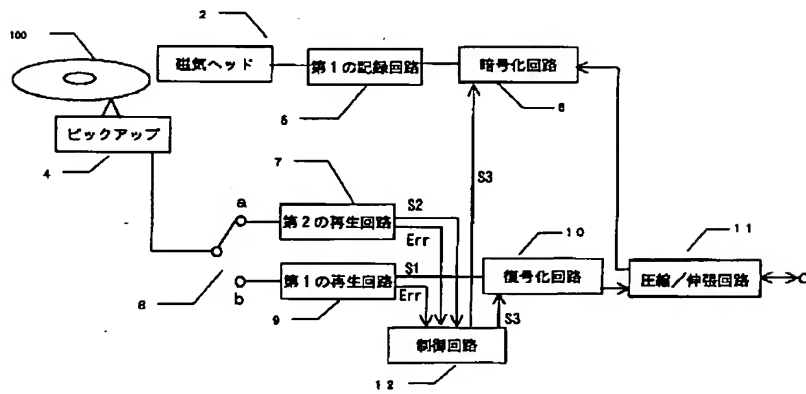 100
2
磁気ヘッド
第1の記録回路
暗号化回路
5
6
ピックアップ
4
7
a
第2の再生回路
S2
Err
S3
10
11
8
b
第1の再生回路
S1
Err
9
復号化回路
圧縮/伸張回路
S3
制御回路
12